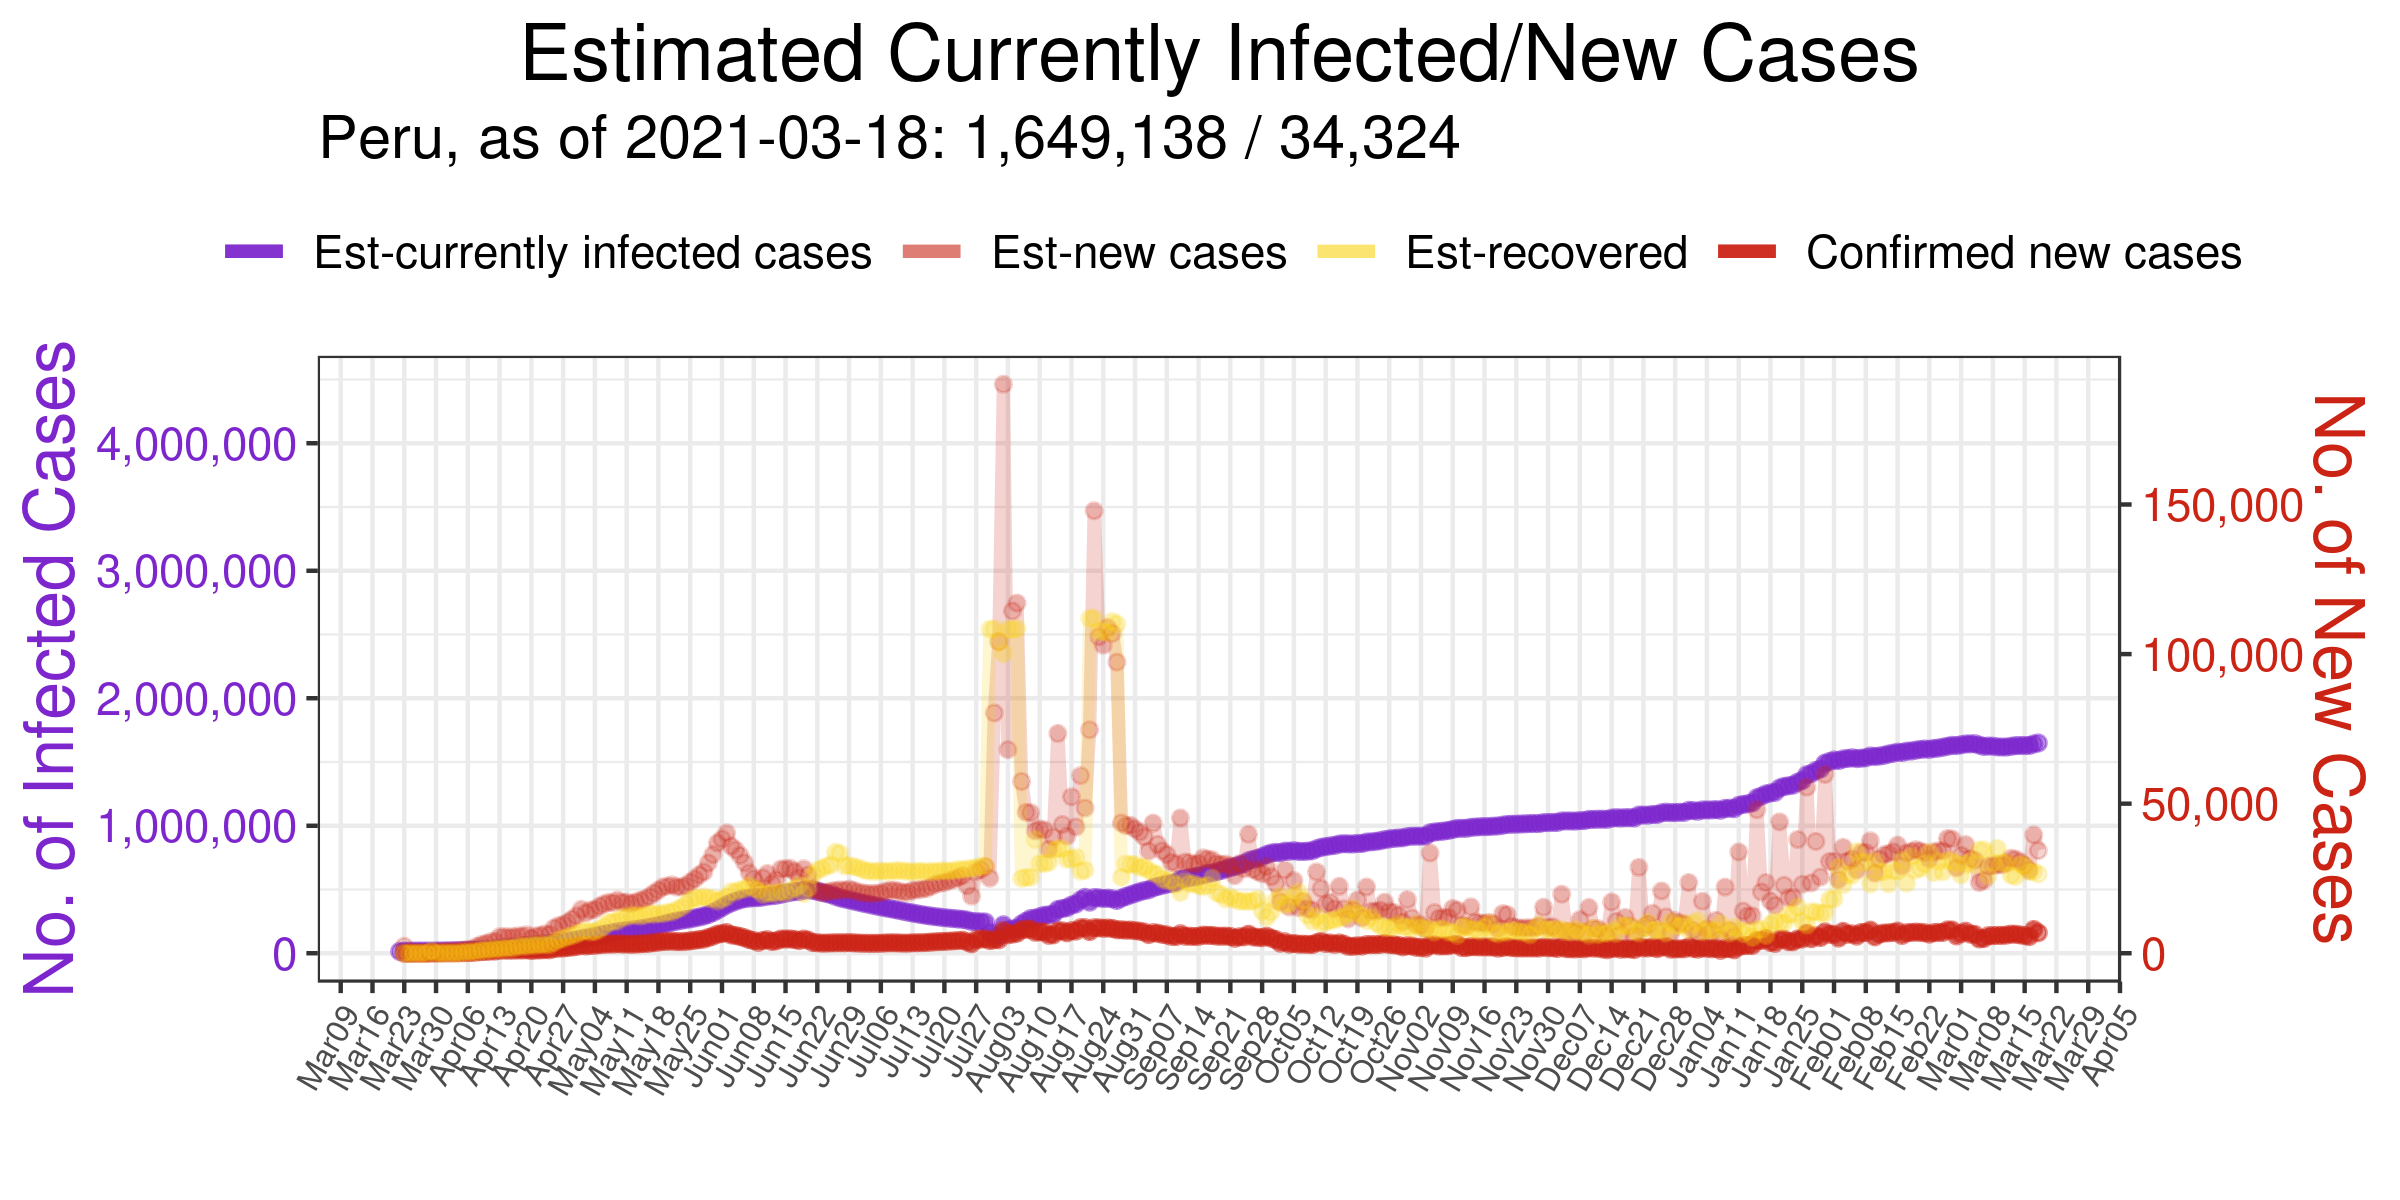 Estimated Currently Infected/New Cases
Peru, as of 2021-03-18: 1,649,138 / 34,324
Est-currently infected cases Est-new cases Est-recovered Confirmed new cases
No. of Infected Cases
4,000,000
3,000,000
2,000,000
1,000,000
0
150,000
100,000
50,000
0
No. of New Cases
Mar09 Mar16 Mar23 Mar30 Apr06 Apr13 Apr20 Apr27 May04 May11 May18 May25 Jun01 Jun08 Jun15 Jun22 Jun29 Jul06 Jul13 Jul20 Jul27 Aug03 Aug10 Aug17 Aug24 Aug31 Sep07 Sep14 Sep21 Sep28 Oct05 Oct12 Oct19 Oct26 Nov02 Nov09 Nov16 Nov23 Nov30 Dec07 Dec14 Dec21 Dec28 Jan04 Jan11 Jan18 Jan25 Feb01 Feb08 Feb15 Feb22 Mar01 Mar08 Mar15 Mar22 Mar29 Apr05